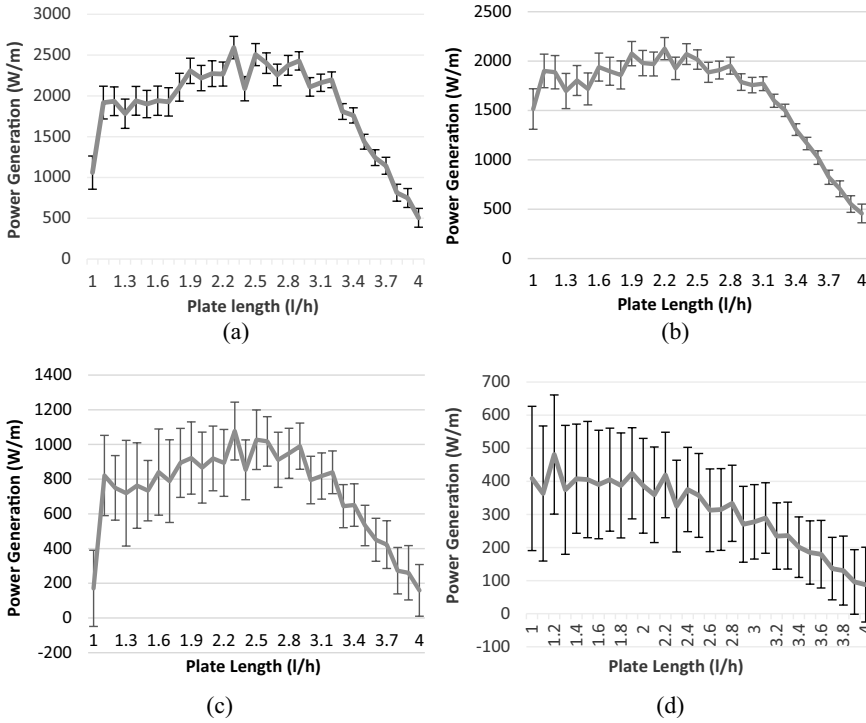 Power Generation (W/m)
3000
2500
2000
1500
1000
500
0
1 1.3 1.6 1.9 2.2 2.5 2.8 3.1 3.4 3.7 4
Plate length (l/h)
(a)
Power Generation (W/m)
2500
2000
1500
1000
500
0
1 1.3 1.6 1.9 2.2 2.5 2.8 3.1 3.4 3.7 4
Plate Length (l/h)
(b)
Power Generation (W/m)
1400
1200
1000
800
600
400
200
0
-200
1 1.3 1.6 1.9 2.2 2.5 2.8 3.1 3.4 3.7 4
Plate Length (l/h)
(c)
Power Generation (W/m)
700
600
500
400
300
200
100
0
-100
1 1.2 1.4 1.6 1.8 2 2.2 2.4 2.6 2.8 3 3.2 3.4 3.6 3.8 4
Plate Length (l/h)
(d)